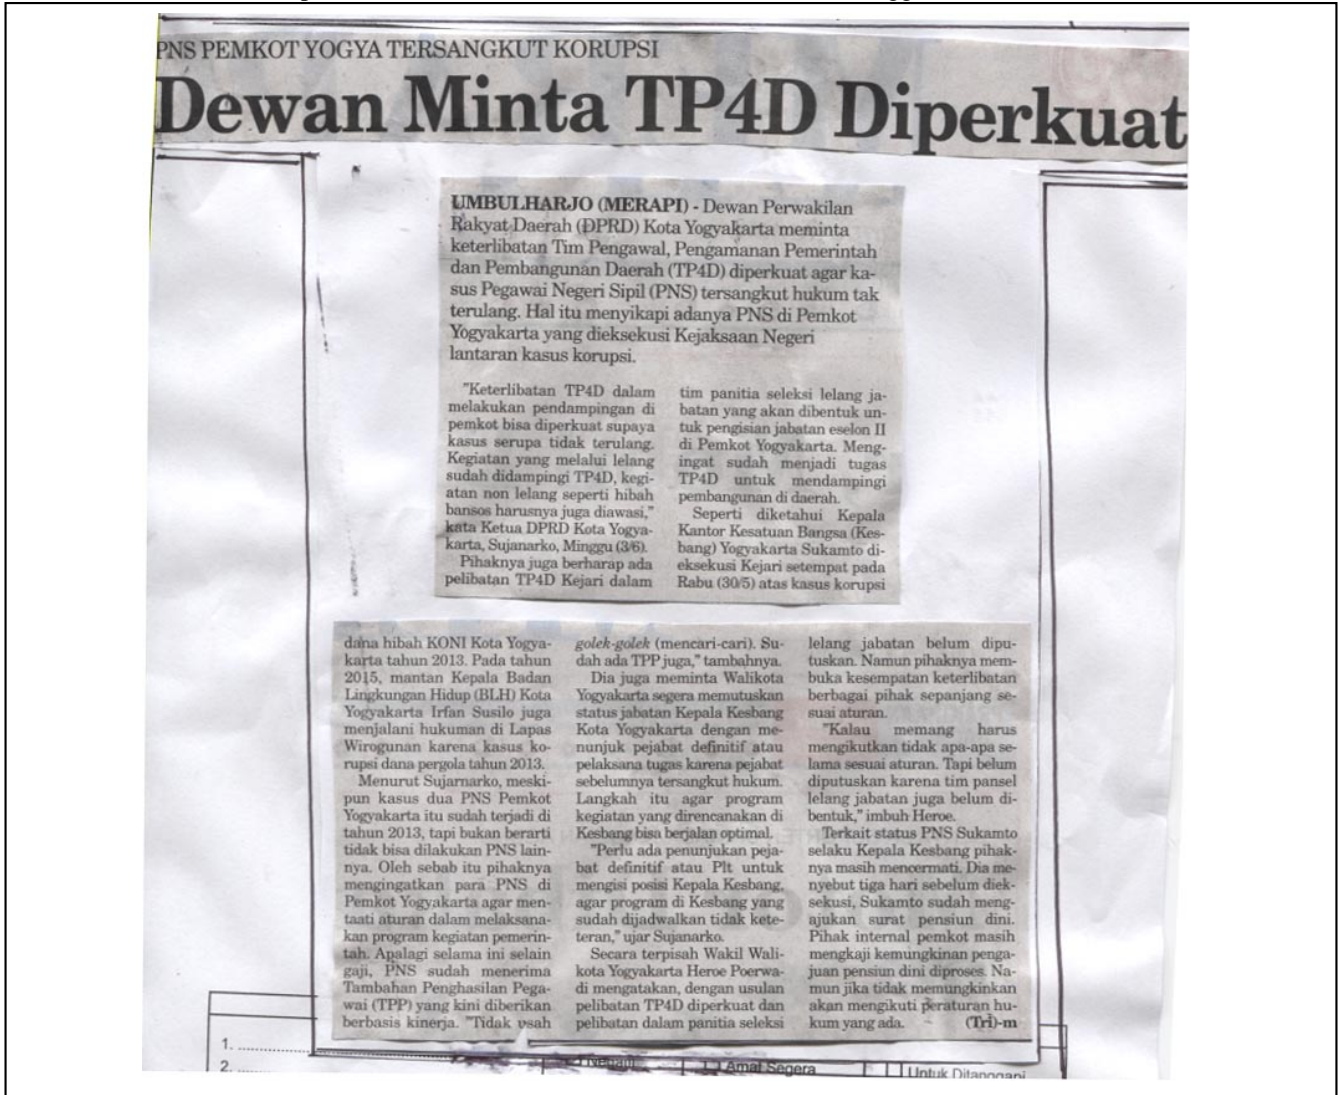 PNS PEMKOT YOGYA TERSANGKUT KORUPSI
Dewan Minta TP4D Diperkuat
UMBULHARJO (MERAPI) - Dewan Perwakilan
Rakyat Daerah (DPRD) Kota Yogyakarta meminta
keterlibatan Tim Pengawal, Pengamanan Pemerintah
dan Pembangunan Daerah (TP4D) diperkuat agar ka-
sus Pegawai Negeri Sipil (PNS) tersangkut hukum tak
terulang. Hal itu menyikapi adanya PNS di Pemkot
Yogyakarta yang dieksekusi Kejaksaan Negeri
lantaran kasus korupsi.
"Keterlibatan TP4D dalam
melakukan pendampingan di
pemkot bisa diperkuat supaya
kasus serupa tidak terulang.
Kegiatan yang melalui lelang
sudah didampingi TP4D, kegi-
atan non lelang seperti hibah
bansos harusnya juga diawasi,"
kata Ketua DPRD Kota Yogya-
karta, Sujanarko, Minggu (3/6).
Pihaknya juga berharap ada
pelibatan TP4D Kejari dalam
tim panitia seleksi lelang ja-
batan yang akan dibentuk un-
tuk pengisian jabatan eselon II
di Pemkot Yogyakarta. Meng-
ingat sudah menjadi tugas
TP4D untuk mendampingi
pembangunan di daerah.
Seperti diketahui Kepala
Kantor Kesatuan Bangsa (Kes-
bang) Yogyakarta Sukamto di-
eksekusi Kejari setempat pada
Rabu (30/5) atas kasus korupsi
dana hibah KONI Kota Yogya-
karta tahun 2013. Pada tahun
2015, mantan Kepala Badan
Lingkungan Hidup (BLH) Kota
Yogyakarta Irfan Susilo juga
menjalani hukuman di Lapas
Wirogunan karena kasus ko-
rupsi dana pergola tahun 2013.
Menurut Sujarnarko, meski-
pun kasus dua PNS Pemkot
Yogyakarta itu sudah terjadi di
tahun 2013, tapi bukan berarti
tidak bisa dilakukan PNS lain-
nya. Oleh sebab itu pihaknya
mengingatkan para PNS di
Pemkot Yogyakarta agar men-
taati aturan dalam melaksana-
kan program kegiatan pemerin-
tah. Apalagi selama ini selain
gaji, PNS sudah menerima
Tambahan Penghasilan Pega-
wai (TPP) yang kini diberikan
berbasis kinerja. "Tidak usah
golek-golek (mencari-cari). Su-
dah ada TPP juga," tambahnya.
Dia juga meminta Walikota
Yogyakarta segera memutuskan
status jabatan Kepala Kesbang
Kota Yogyakarta dengan me-
nunjuk pejabat definitif atau
pelaksana tugas karena pejabat
sebelumnya tersangkut hukum.
Langkah itu agar program
kegiatan yang direncanakan di
Kesbang bisa berjalan optimal.
"Perlu ada penunjukan peja-
bat definitif atau Plt untuk
mengisi posisi Kepala Kesbang,
agar program di Kesbang yang
sudah dijadwalkan tidak kete-
teran," ujar Sujanarko.
Secara terpisah Wakil Wali-
kota Yogyakarta Heroe Poerwa-
di mengatakan, dengan usulan
pelibatan TP4D diperkuat dan
pelibatan dalam panitia seleksi
lelang jabatan belum dipu-
tuskan. Namun pihaknya mem-
buka kesempatan keterlibatan
berbagai pihak sepanjang se-
suai aturan.
"Kalau memang harus
mengikutkan tidak apa-apa se-
lama sesuai aturan. Tapi belum
diputuskan karena tim pansel
lelang jabatan juga belum di-
bentuk," imbuh Heroe.
Terkait status PNS Sukamto
selaku Kepala Kesbang pihak-
nya masih mencermati. Dia me-
nyebut tiga hari sebelum diek-
sekusi, Sukamto sudah meng-
ajukan surat pensiun dini.
Pihak internal pemkot masih
mengkaji kemungkinan penga-
juan pensiun dini diproses. Na-
mun jika tidak memungkinkan
akan mengikuti peraturan hu-
kum yang ada. (Tri)-m
1. ....................
2. ....................
Amat Segera
Untuk Ditanggapi